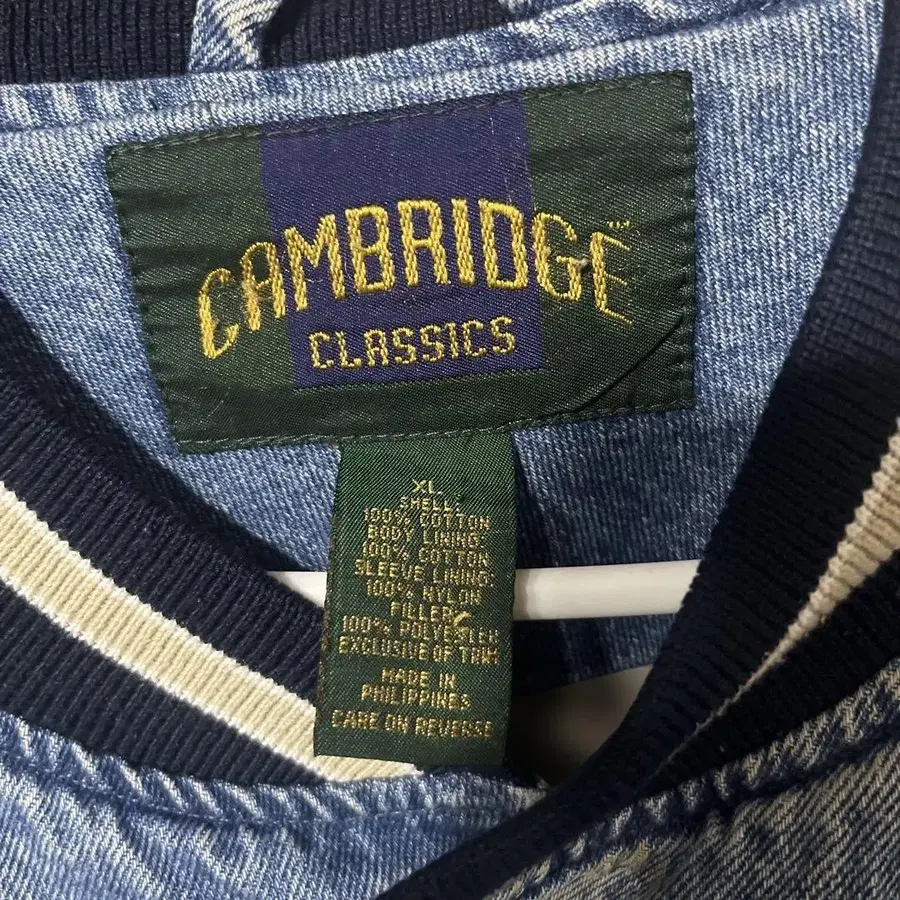 CAMBRIDGE™
CLASSICS
XL
SHELL:
100% COTTON
BODY LINING:
100% COTTON
SLEEVE LINING:
100% NYLON
FILLER:
100% POLYESTER
EXCLUSIVE OF TRIM
MADE IN
PHILIPPINES
CARE ON REVERSE